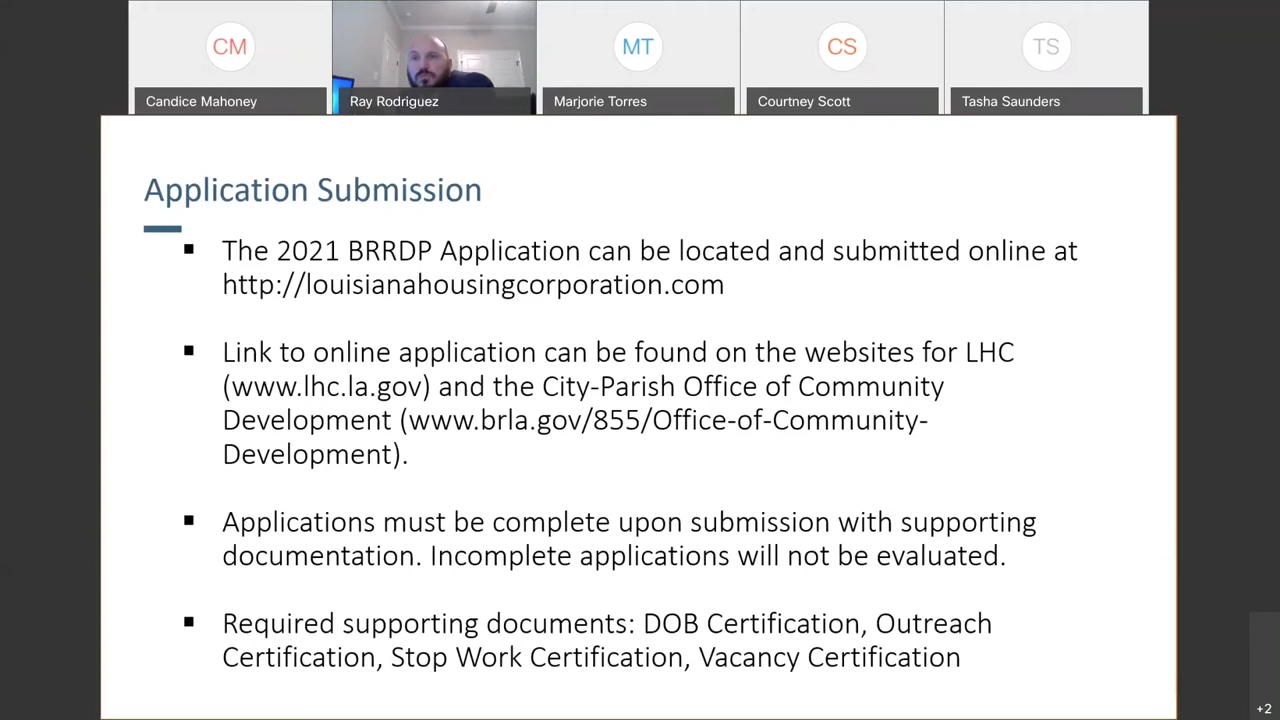 CM
MT
CS
TS
Candice Mahoney
Ray Rodriguez
Marjorie Torres
Courtney Scott
Tasha Saunders
Application Submission
▪ The 2021 BRRDP Application can be located and submitted online at
http://louisianahousingcorporation.com
▪ Link to online application can be found on the websites for LHC
(www.lhc.la.gov) and the City-Parish Office of Community
Development (www.brla.gov/855/Office-of-Community-
Development).
▪ Applications must be complete upon submission with supporting
documentation. Incomplete applications will not be evaluated.
▪ Required supporting documents: DOB Certification, Outreach
Certification, Stop Work Certification, Vacancy Certification
+2